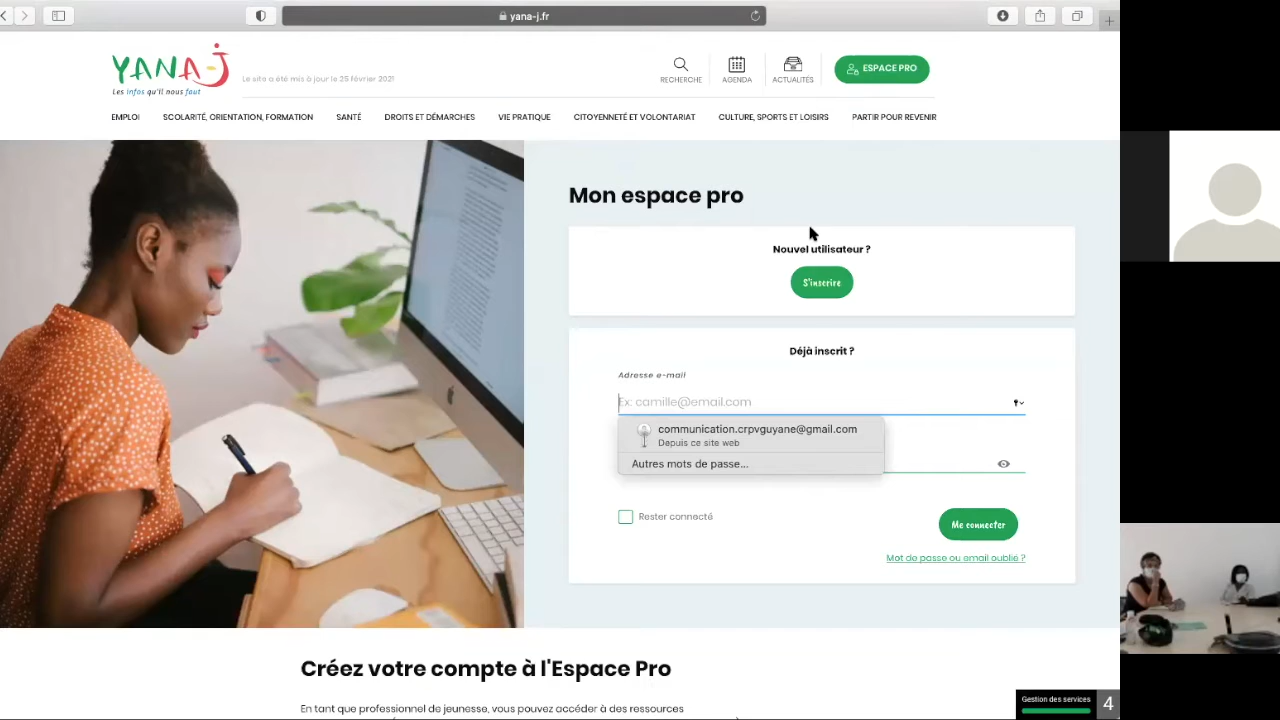 yana-j.fr
YANA-J
Les infos qu'il nous faut
Le site a été mis à jour le 25 février 2021
RECHERCHE
AGENDA
ACTUALITÉS
ESPACE PRO
EMPLOI
SCOLARITÉ, ORIENTATION, FORMATION
SANTÉ
DROITS ET DÉMARCHES
VIE PRATIQUE
CITOYENNETÉ ET VOLONTARIAT
CULTURE, SPORTS ET LOISIRS
PARTIR POUR REVENIR
Mon espace pro
Nouvel utilisateur ?
S'inscrire
Déjà inscrit ?
Adresse e-mail
Ex: camille@email.com
communication.crpvguyane@gmail.com
Depuis ce site web
Autres mots de passe...
Rester connecté
Me connecter
Mot de passe ou email oublié ?
Créez votre compte à l'Espace Pro
En tant que professionnel de jeunesse, vous pouvez accéder à des ressources
Gestion des services
4